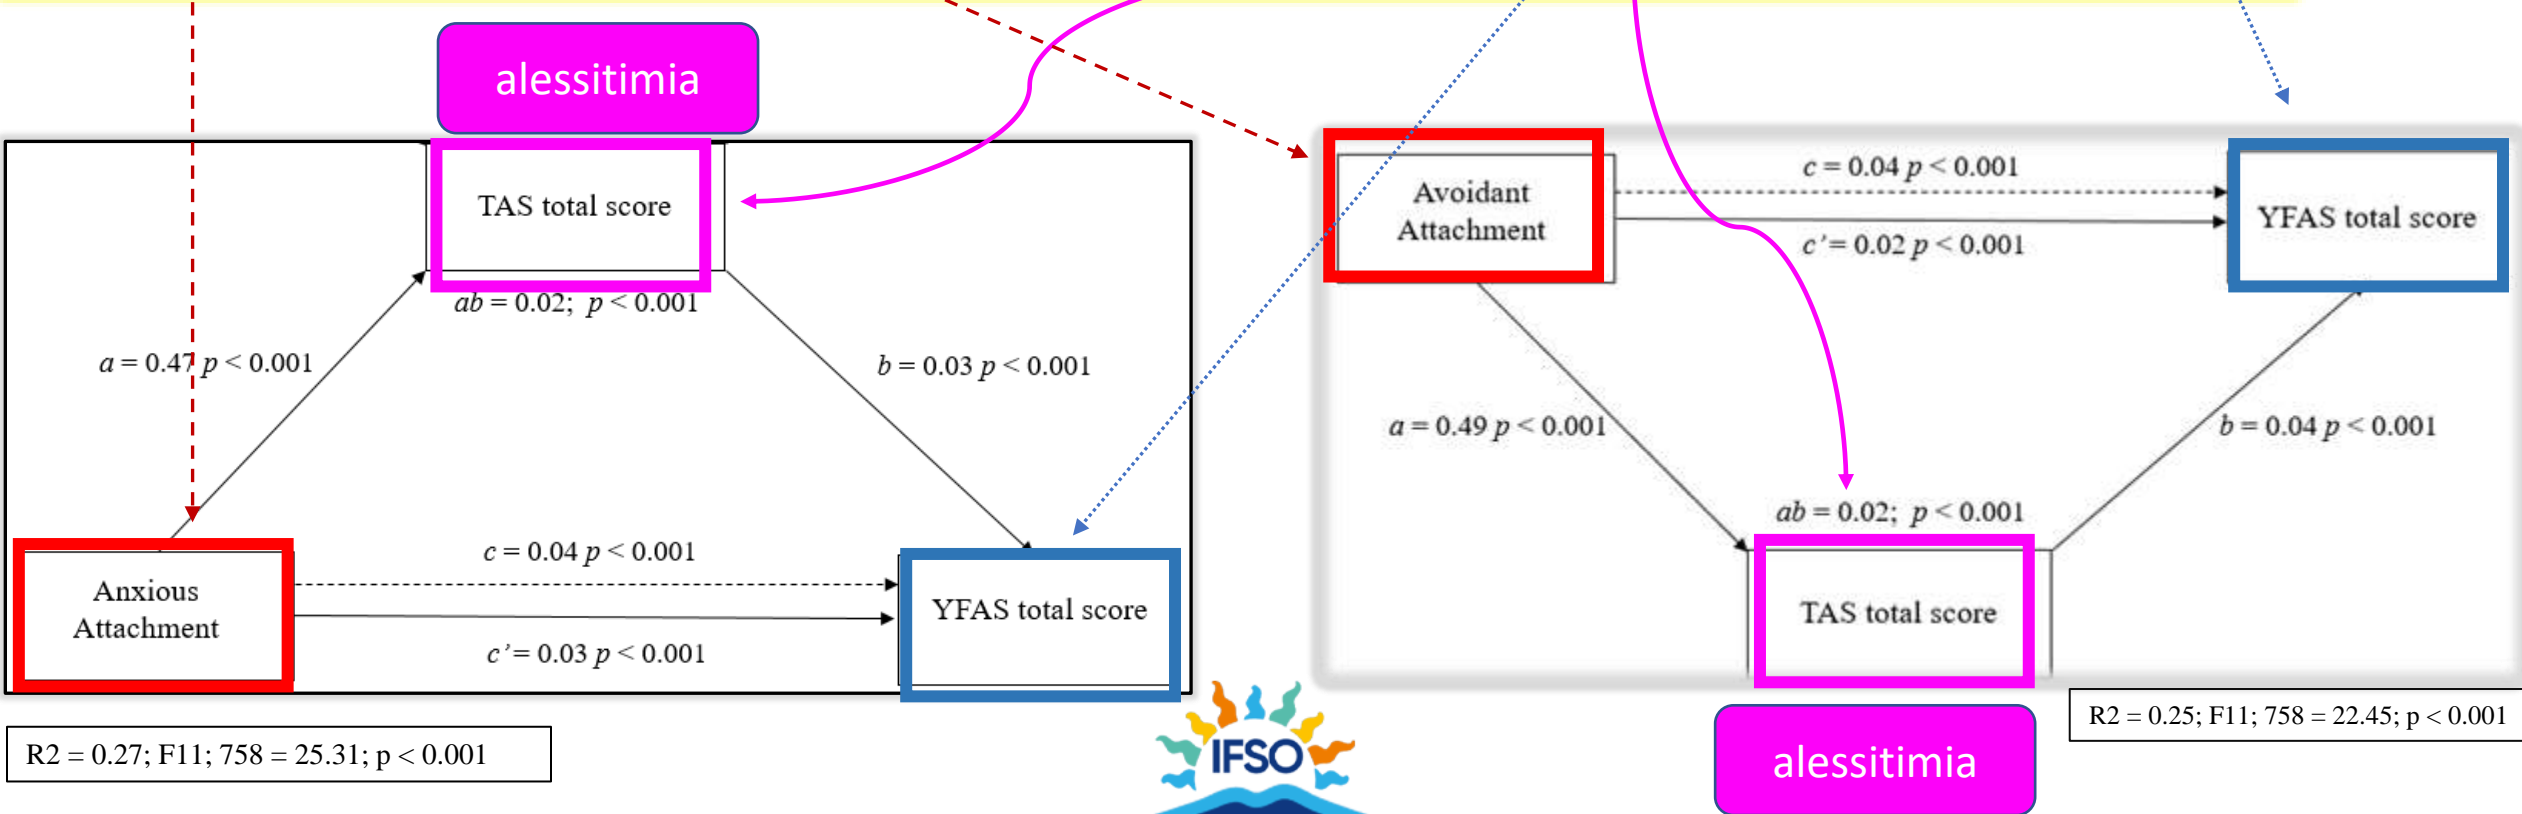 alessitimia
TAS total score
ab = 0.02; p < 0.001
a = 0.47 p < 0.001
b = 0.03 p < 0.001
c = 0.04 p < 0.001
Anxious
Attachment
YFAS total score
c’= 0.03 p < 0.001
R2 = 0.27; F11; 758 = 25.31; p < 0.001
IFSO
Avoidant
Attachment
c = 0.04 p < 0.001
c’= 0.02 p < 0.001
YFAS total score
a = 0.49 p < 0.001
b = 0.04 p < 0.001
ab = 0.02; p < 0.001
TAS total score
R2 = 0.25; F11; 758 = 22.45; p < 0.001
alessitimia